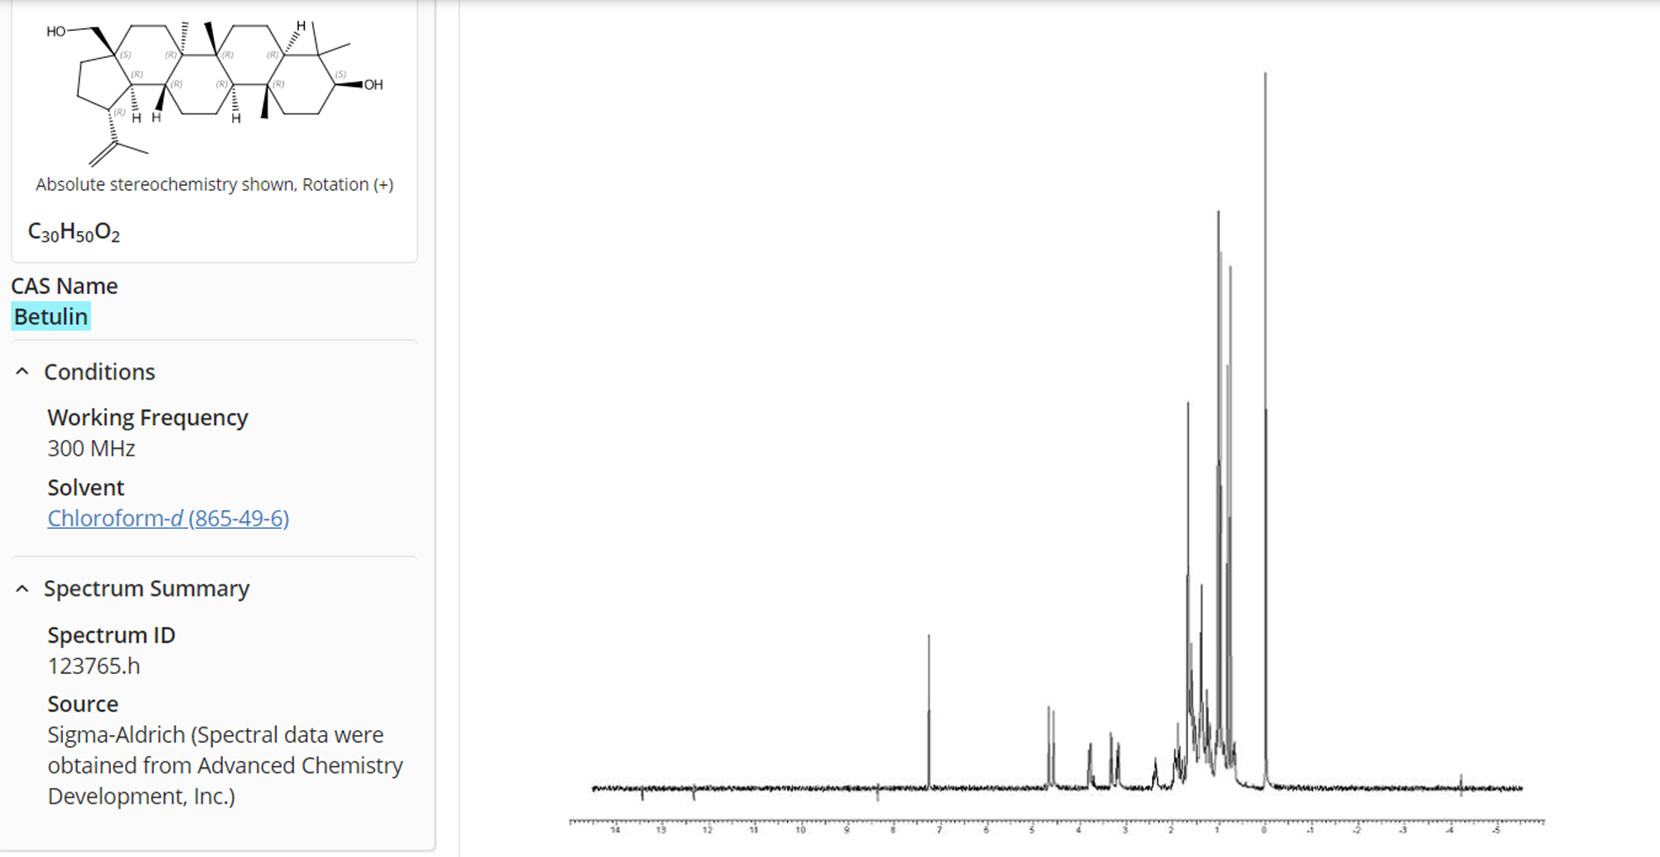 H
HO
(S) (R) (R) (R)
(R) (S)
(R) (R) (R) OH
(R) H H H
Absolute stereochemistry shown, Rotation (+)
C30H50O2
CAS Name
Betulin
Conditions
Working Frequency
300 MHz
Solvent
Chloroform-d (865-49-6)
Spectrum Summary
Spectrum ID
123765.h
Source
Sigma-Aldrich (Spectral data were
obtained from Advanced Chemistry
Development, Inc.)
14 13 12 11 10 9 8 7 6 5 4 3 2 1 0 -1 -2 -3 -4 -5